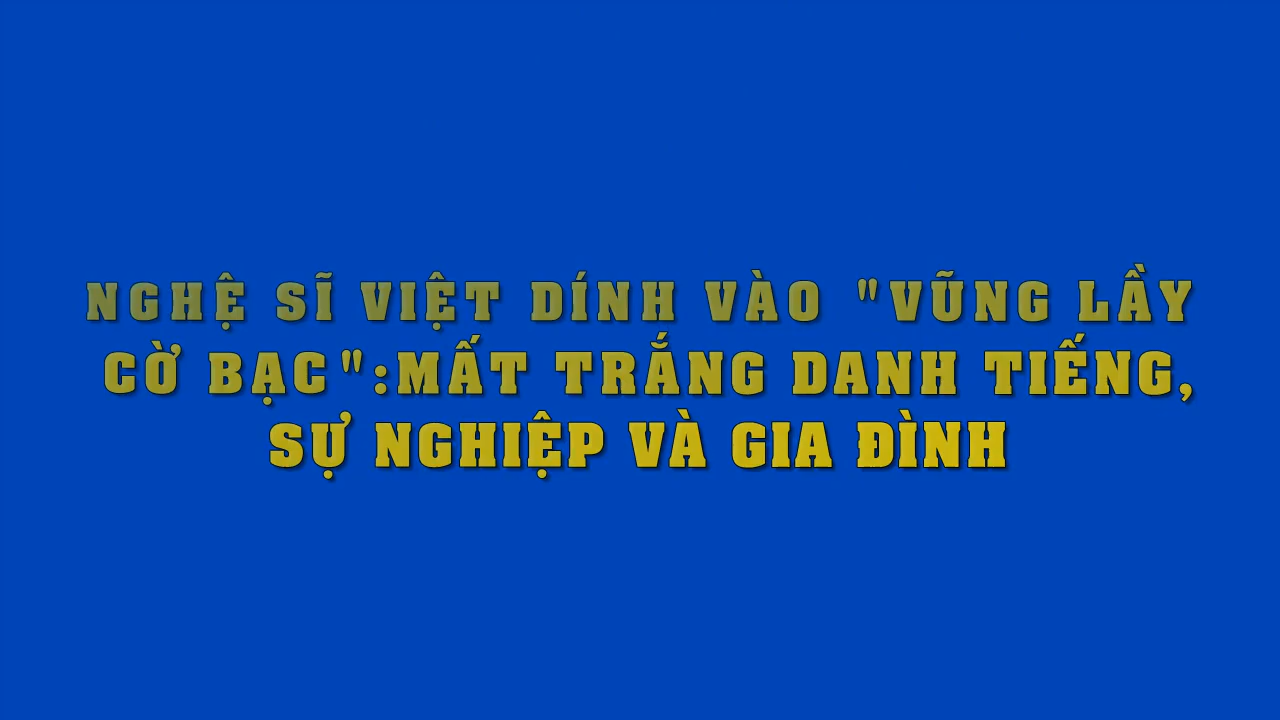 NGHỆ SĨ VIỆT DÍNH VÀO "VŨNG LẦY
CỜ BẠC":MẤT TRẮNG DANH TIẾNG,
SỰ NGHIỆP VÀ GIA ĐÌNH